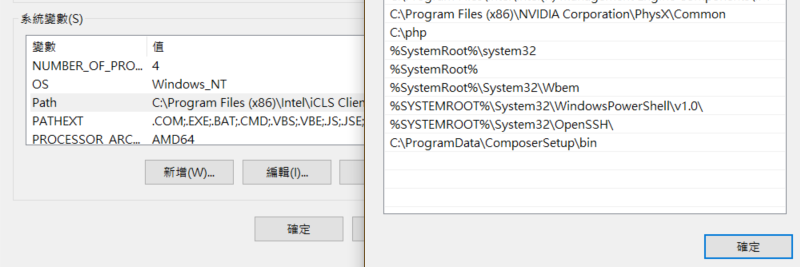 系統變數(S)
變數 值
NUMBER_OF_PRO... 4
OS Windows_NT
Path C:\Program Files (x86)\Intel\iCLS Clien
PATHEXT .COM;.EXE;.BAT;.CMD;.VBS;.VBE;.JS;.JSE;
PROCESSOR_ARC... AMD64
新增(W)...
編輯(I)...
確定
C:\Program Files (x86)\NVIDIA Corporation\PhysX\Common
C:\php
%SystemRoot%\system32
%SystemRoot%
%SystemRoot%\System32\Wbem
%SYSTEMROOT%\System32\WindowsPowerShell\v1.0\
%SYSTEMROOT%\System32\OpenSSH\
C:\ProgramData\ComposerSetup\bin
確定